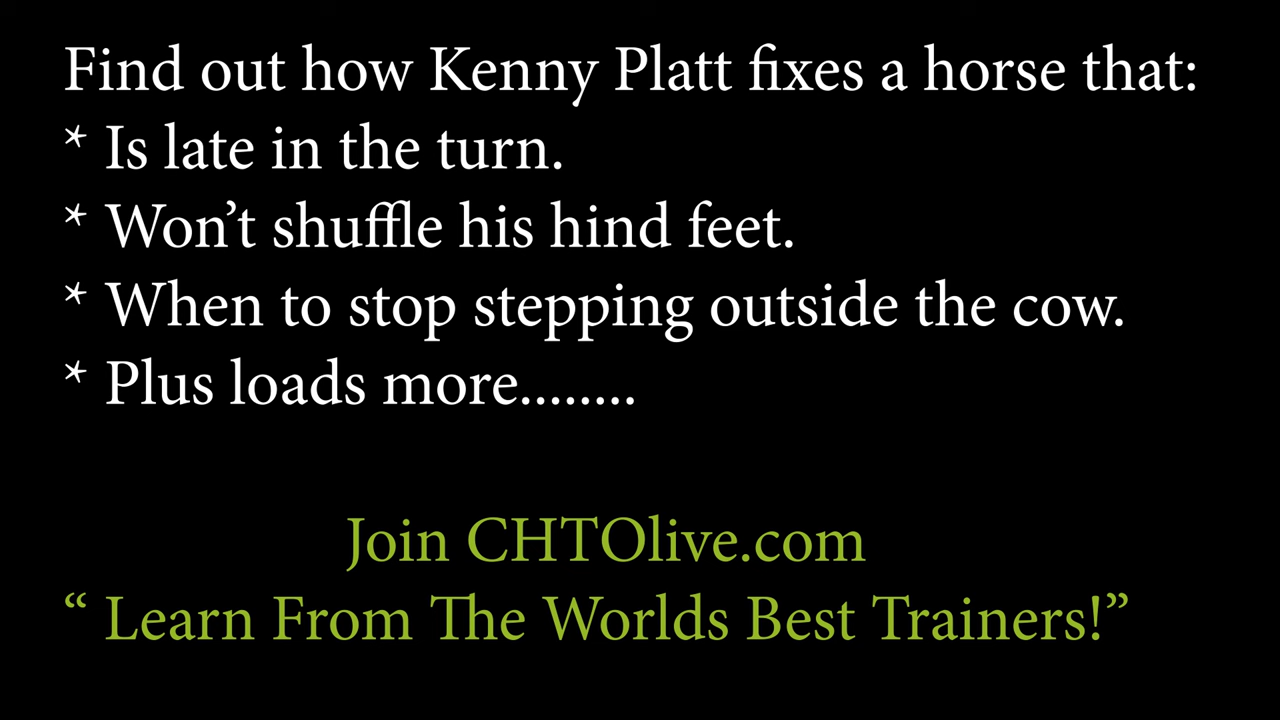 Find out how Kenny Platt fixes a horse that:
* Is late in the turn.
* Won’t shuffle his hind feet.
* When to stop stepping outside the cow.
* Plus loads more........
Join CHTOlive.com
“ Learn From The Worlds Best Trainers!”